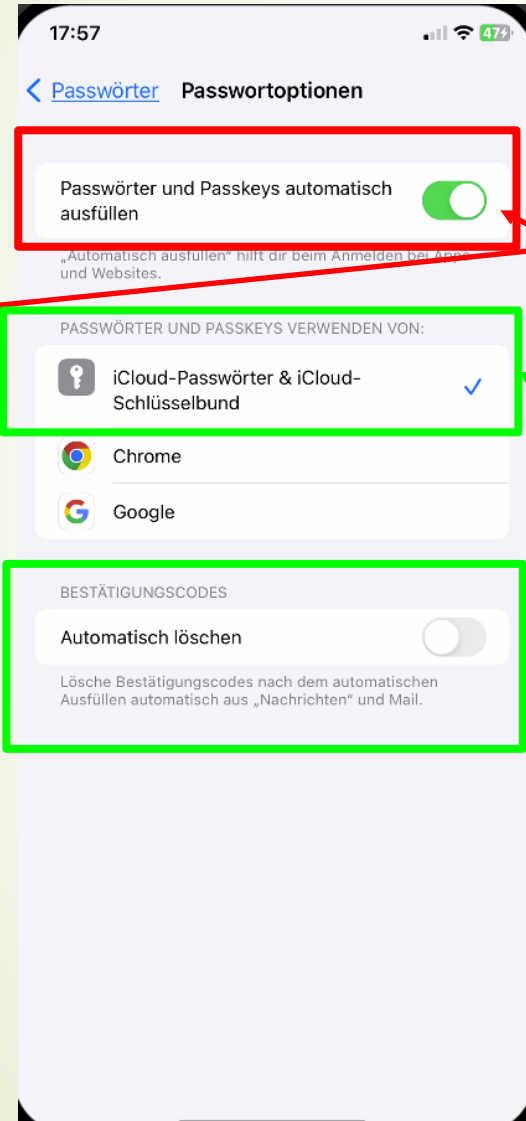 17:57
47
Passwörter Passwortoptionen
Passwörter und Passkeys automatisch
ausfüllen
„Automatisch ausfüllen“ hilft dir beim Anmelden bei Apps
und Websites.
PASSWÖRTER UND PASSKEYS VERWENDEN VON:
iCloud-Passwörter & iCloud-
Schlüsselbund
Chrome
Google
BESTÄTIGUNGSCODES
Automatisch löschen
Lösche Bestätigungscodes nach dem automatischen
Ausfüllen automatisch aus „Nachrichten“ und Mail.